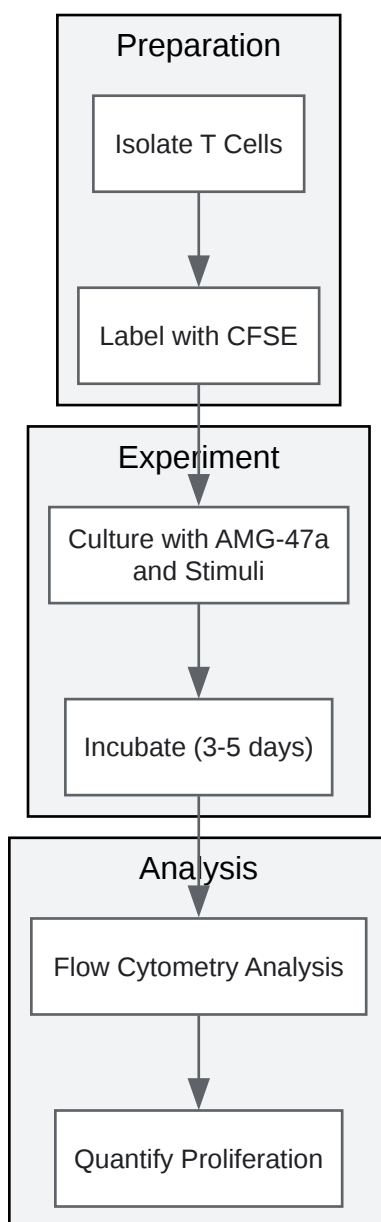 Preparation
Isolate T Cells
Label with CFSE
Experiment
Culture with AMG-47a
and Stimuli
Incubate (3-5 days)
Analysis
Flow Cytometry Analysis
Quantify Proliferation